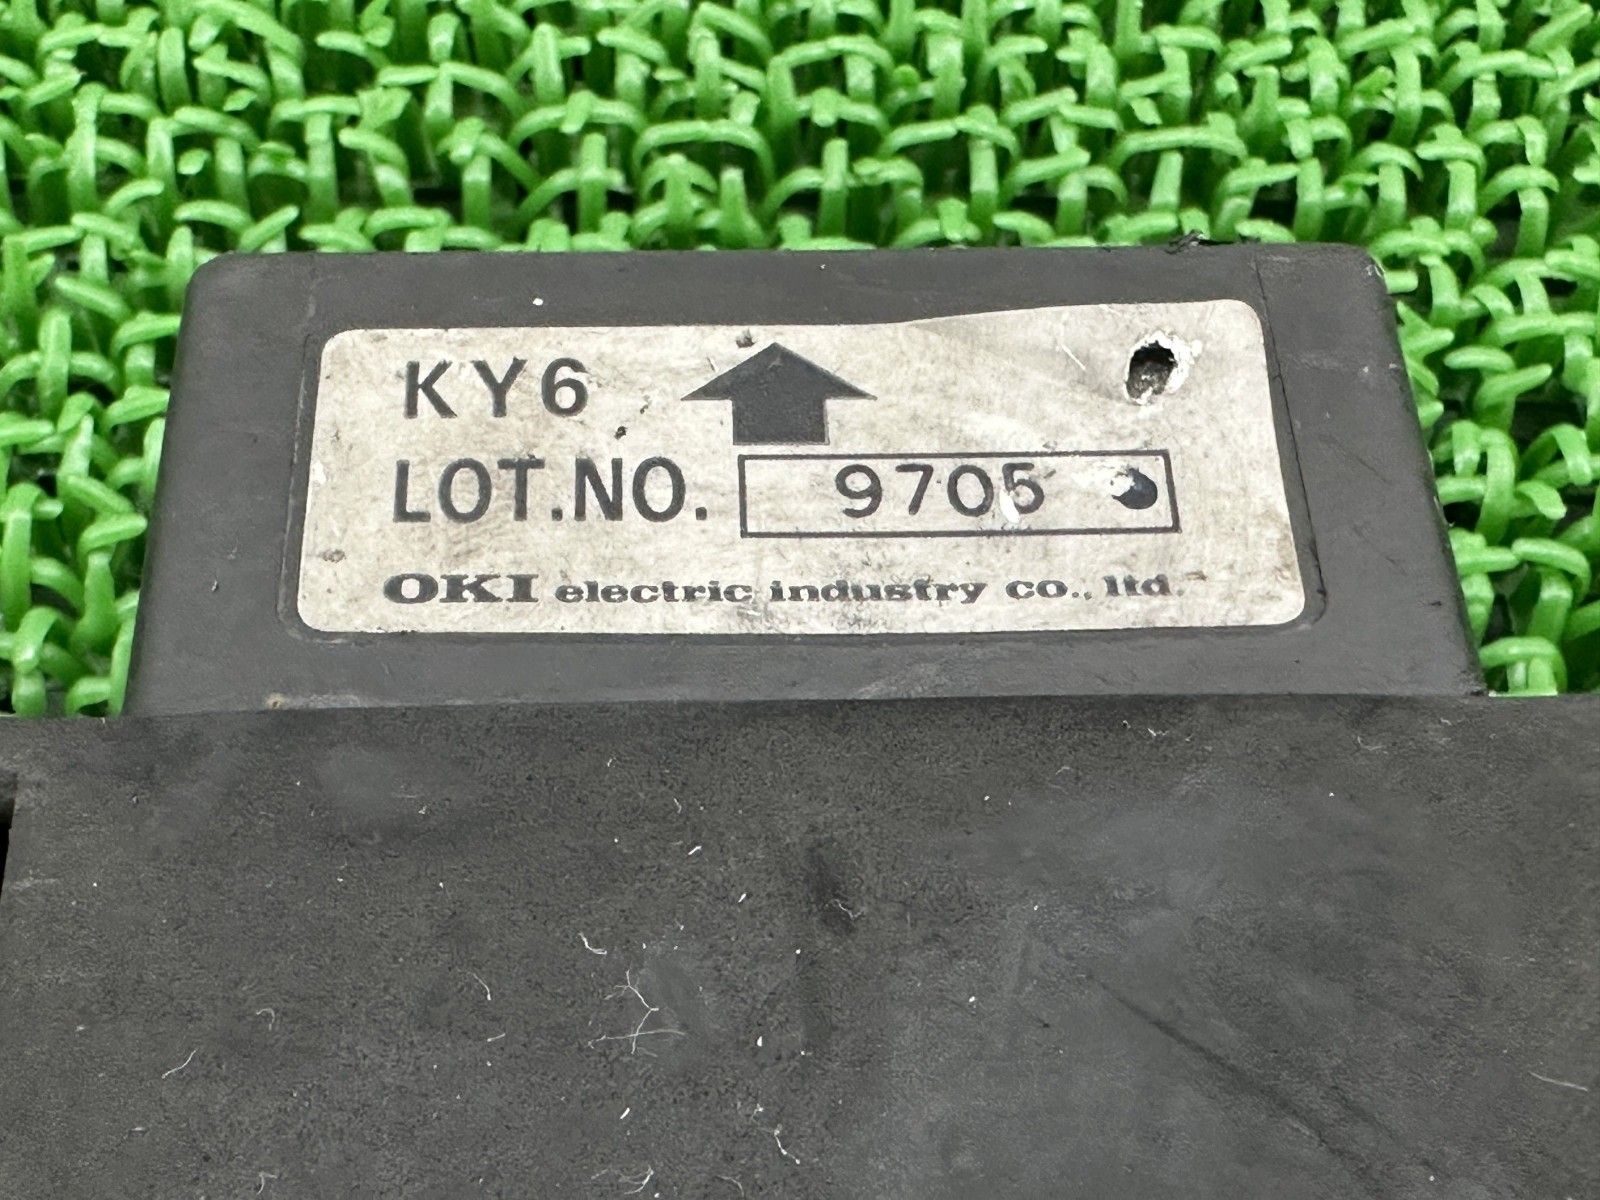 KY6
LOT.NO. 9705
OKI electric industry co., ltd.